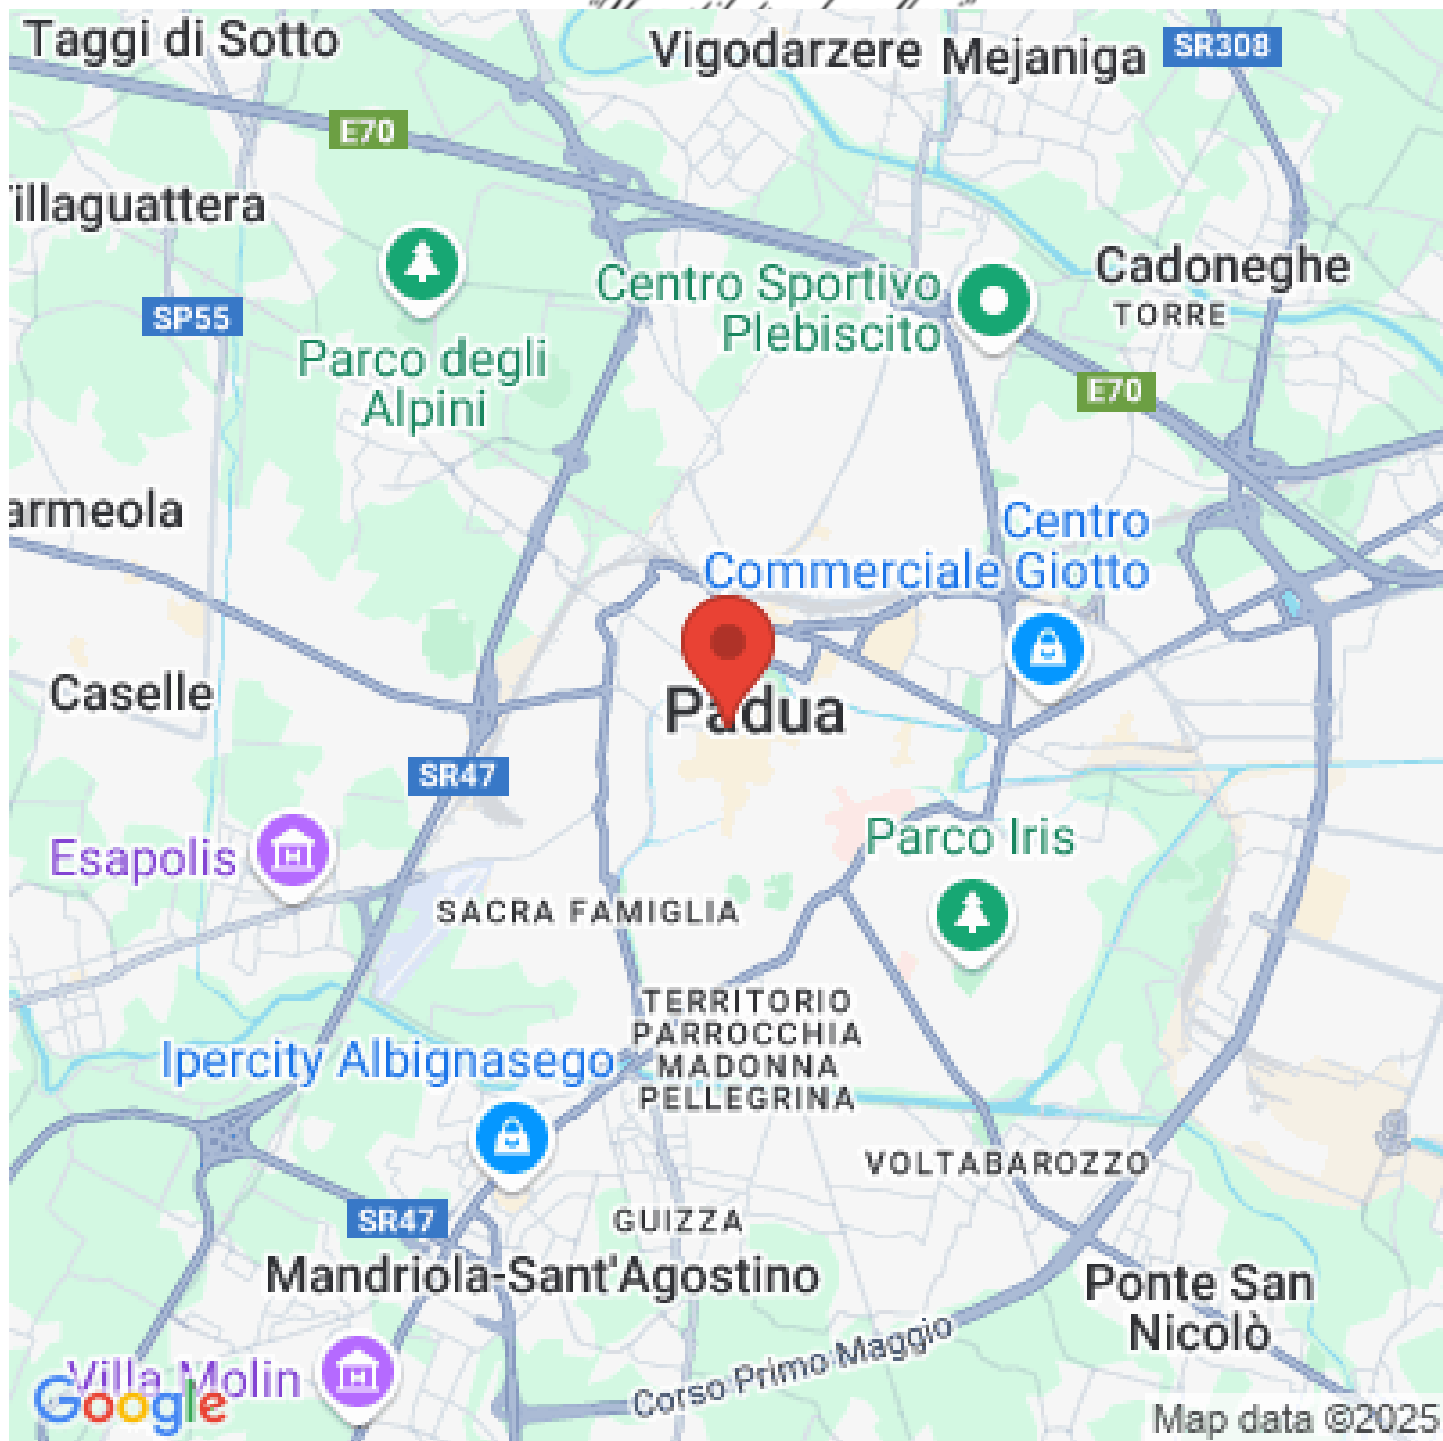 Taggi di Sotto
Vigodarzere
Mejaniga
SR308
E70
illaguattera
Centro Sportivo
Plebiscito
Cadoneghe
TORRE
SP55
Parco degli
Alpini
E70
armeola
Centro
Commerciale Giotto
Caselle
Padua
SR47
Esapolis
Parco Iris
SACRA FAMIGLIA
TERRITORIO
PARROCCHIA
MADONNA
PELLEGRINA
Ipercity Albignasego
VOLTABAROZZO
SR47
GUIZZA
Mandriola-Sant'Agostino
Ponte San
Nicolò
Corso Primo Maggio
Villa Molin
Google
Map data ©2025